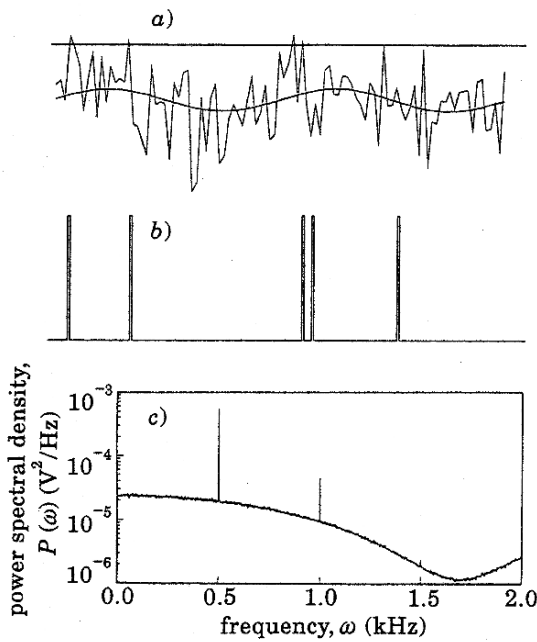 a)
b)
c)
power spectral density,
P (ω) (V²/Hz)
10⁻³
10⁻⁴
10⁻⁵
10⁻⁶
0.0 0.5 1.0 1.5 2.0
frequency, ω (kHz)